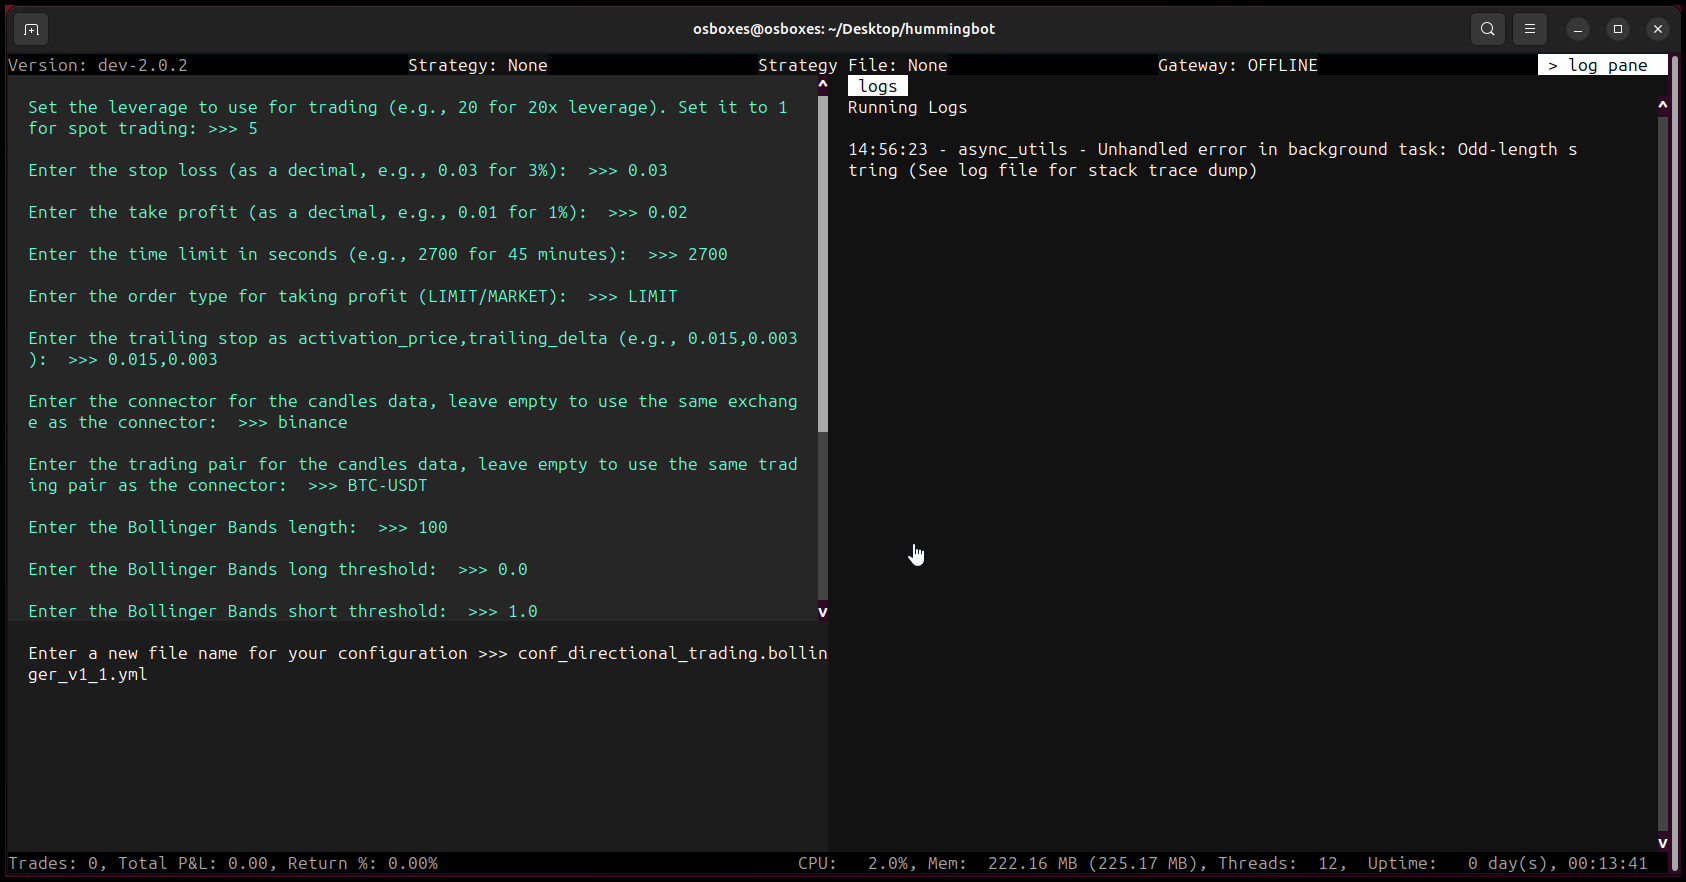 osboxes@osboxes: ~/Desktop/hummingbot
Version: dev-2.0.2 Strategy: None Strategy File: None Gateway: OFFLINE > log pane
Set the leverage to use for trading (e.g., 20 for 20x leverage). Set it to 1
for spot trading: >>> 5
Enter the stop loss (as a decimal, e.g., 0.03 for 3%): >>> 0.03
Enter the take profit (as a decimal, e.g., 0.01 for 1%): >>> 0.02
Enter the time limit in seconds (e.g., 2700 for 45 minutes): >>> 2700
Enter the order type for taking profit (LIMIT/MARKET): >>> LIMIT
Enter the trailing stop as activation_price,trailing_delta (e.g., 0.015,0.003
): >>> 0.015,0.003
Enter the connector for the candles data, leave empty to use the same exchang
e as the connector: >>> binance
Enter the trading pair for the candles data, leave empty to use the same trad
ing pair as the connector: >>> BTC-USDT
Enter the Bollinger Bands length: >>> 100
Enter the Bollinger Bands long threshold: >>> 0.0
Enter the Bollinger Bands short threshold: >>> 1.0
Enter a new file name for your configuration >>> conf_directional_trading.bollin
ger_v1_1.yml
logs
Running Logs
14:56:23 - async_utils - Unhandled error in background task: Odd-length s
tring (See log file for stack trace dump)
Trades: 0, Total P&L: 0.00, Return %: 0.00% CPU: 2.0%, Mem: 222.16 MB (225.17 MB), Threads: 12, Uptime: 0 day(s), 00:13:41